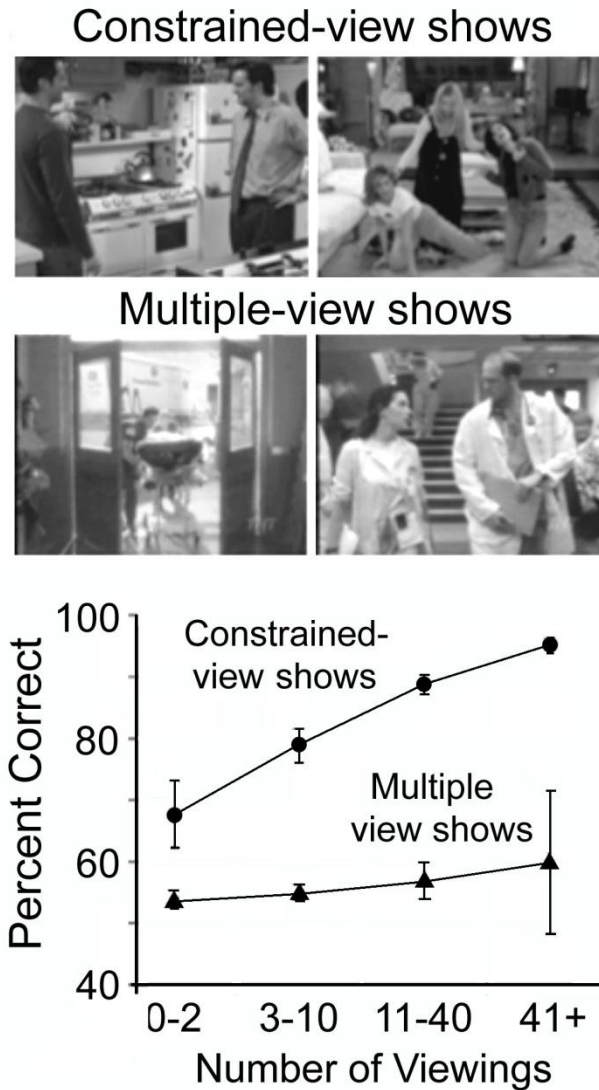 Constrained-view shows
Multiple-view shows
100
Constrained-
view shows
80
Multiple
view shows
60
40
Percent Correct
0-2 3-10 11-40 41+
Number of Viewings